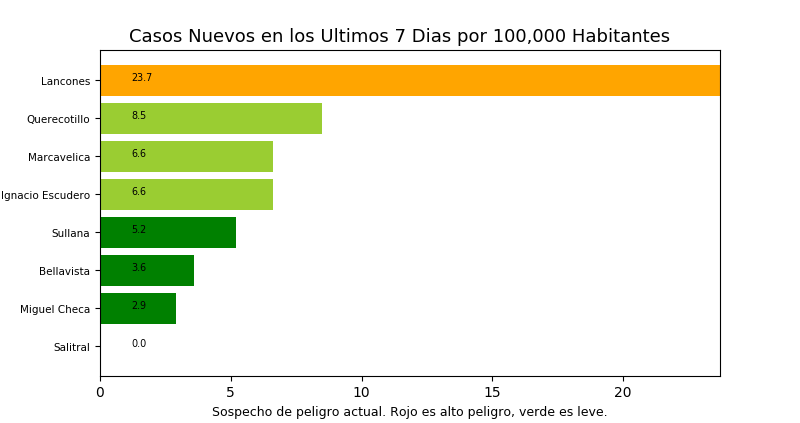 Casos Nuevos en los Ultimos 7 Dias por 100,000 Habitantes
Lancones 23.7
Querecotillo 8.5
Marcavelica 6.6
Ignacio Escudero 6.6
Sullana 5.2
Bellavista 3.6
Miguel Checa 2.9
Salitral 0.0
0 5 10 15 20
Sospecho de peligro actual. Rojo es alto peligro, verde es leve.